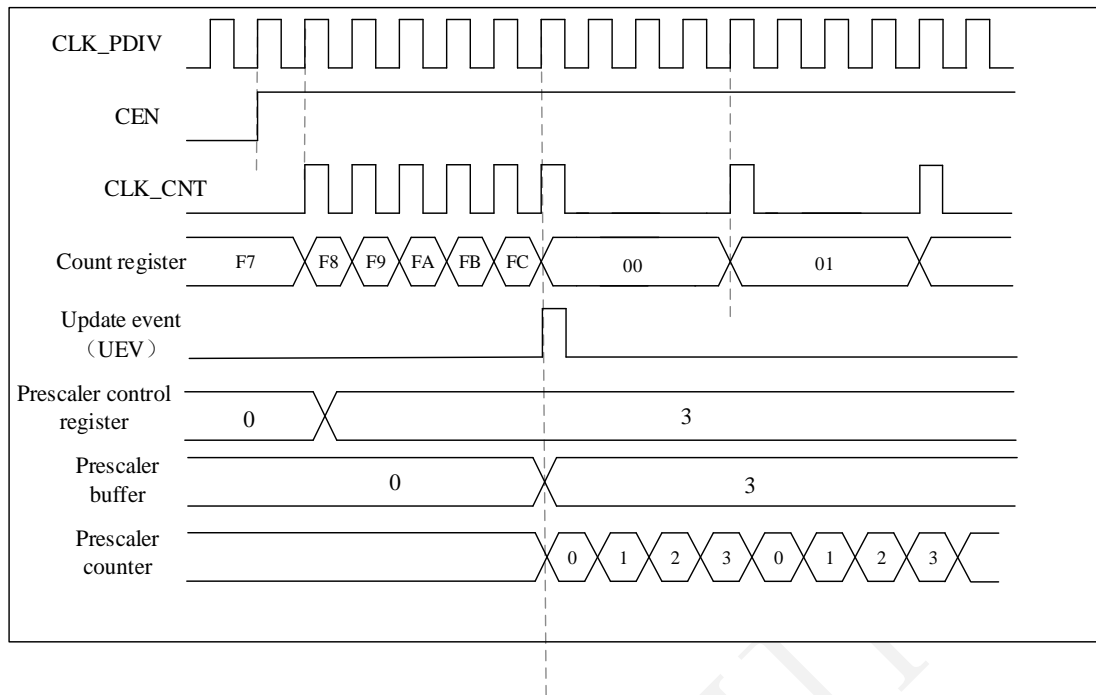 CLK_PDIV
CEN
CLK_CNT
Count register
F7 F8 F9 FA FB FC 00 01
Update event
（UEV）
Prescaler control
register
0 3
Prescaler
buffer
0 3
Prescaler
counter
0 1 2 3 0 1 2 3